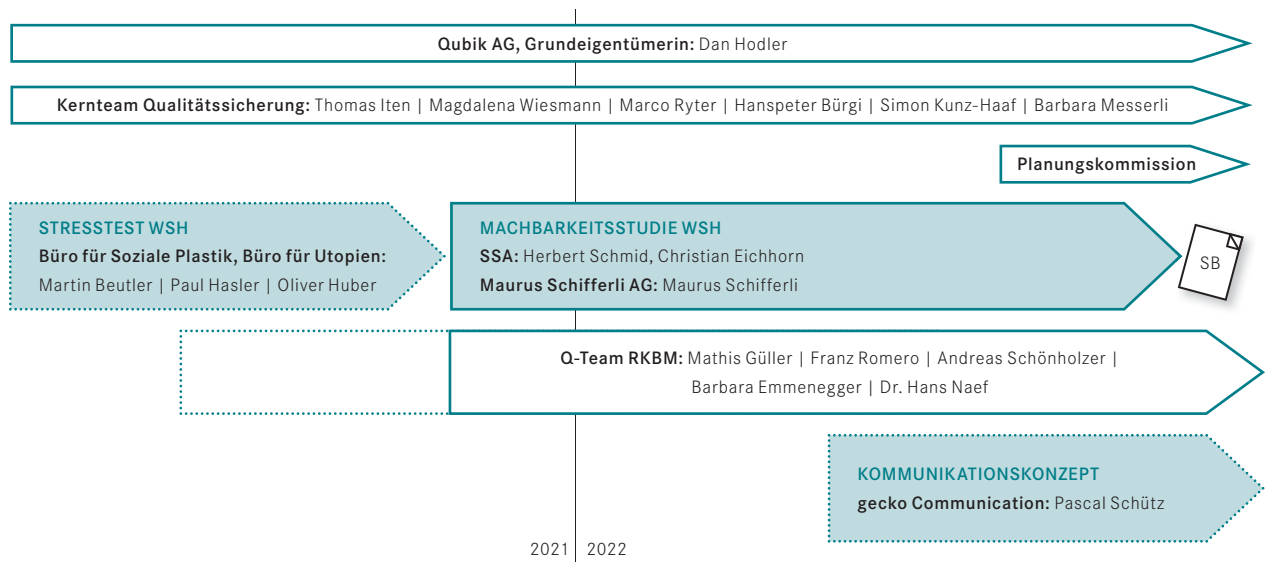 Qubik AG, Grundeigentümerin: Dan Hodler
Kernteam Qualitätssicherung: Thomas Iten | Magdalena Wiesmann | Marco Ryter | Hanspeter Bürgi | Simon Kunz-Haaf | Barbara Messerli
Planungskommission
STRESSTEST WSH
Büro für Soziale Plastik, Büro für Utopien:
Martin Beutler | Paul Hasler | Oliver Huber
MACHBARKEITSSTUDIE WSH
SSA: Herbert Schmid, Christian Eichhorn
Maurus Schifferli AG: Maurus Schifferli
SB
Q-Team RKBM: Mathis Güller | Franz Romero | Andreas Schönholzer |
Barbara Emmenegger | Dr. Hans Naef
KOMMUNIKATIONSKONZEPT
gecko Communication: Pascal Schütz
2021 2022